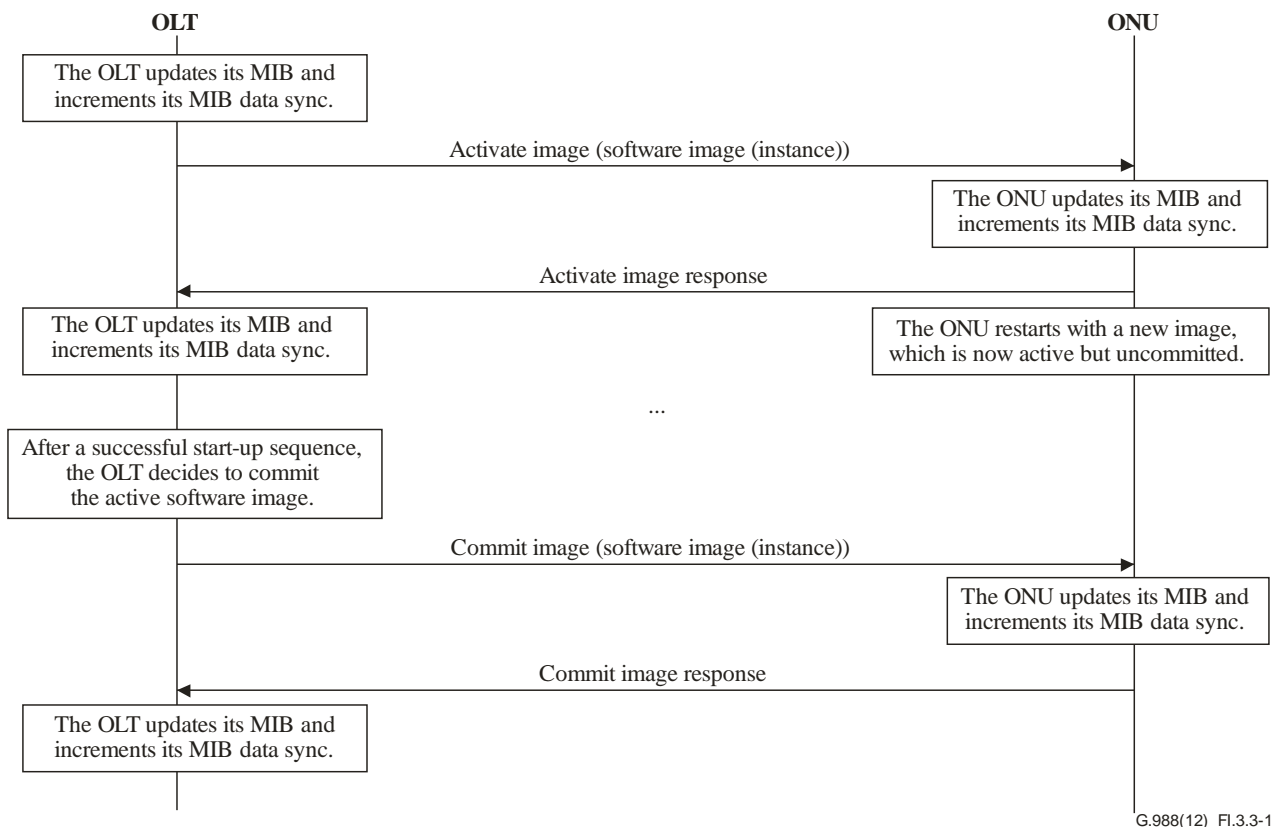 OLT
ONU
The OLT updates its MIB and
increments its MIB data sync.
Activate image (software image (instance))
The ONU updates its MIB and
increments its MIB data sync.
Activate image response
The OLT updates its MIB and
increments its MIB data sync.
The ONU restarts with a new image,
which is now active but uncommitted.
...
After a successful start-up sequence,
the OLT decides to commit
the active software image.
Commit image (software image (instance))
The ONU updates its MIB and
increments its MIB data sync.
Commit image response
The OLT updates its MIB and
increments its MIB data sync.
G.988(12)_FI.3.3-1